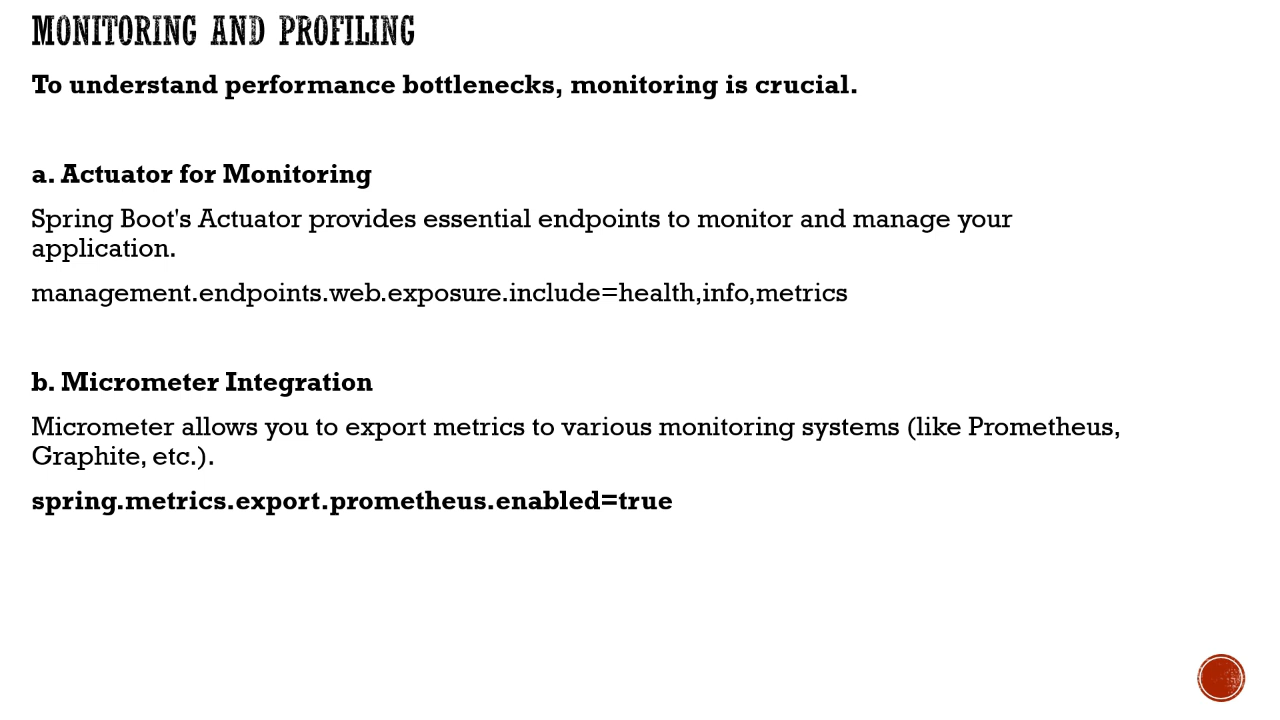 MONITORING AND PROFILING
To understand performance bottlenecks, monitoring is crucial.
a. Actuator for Monitoring
Spring Boot's Actuator provides essential endpoints to monitor and manage your
application.
management.endpoints.web.exposure.include=health,info,metrics
b. Micrometer Integration
Micrometer allows you to export metrics to various monitoring systems (like Prometheus,
Graphite, etc.).
spring.metrics.export.prometheus.enabled=true